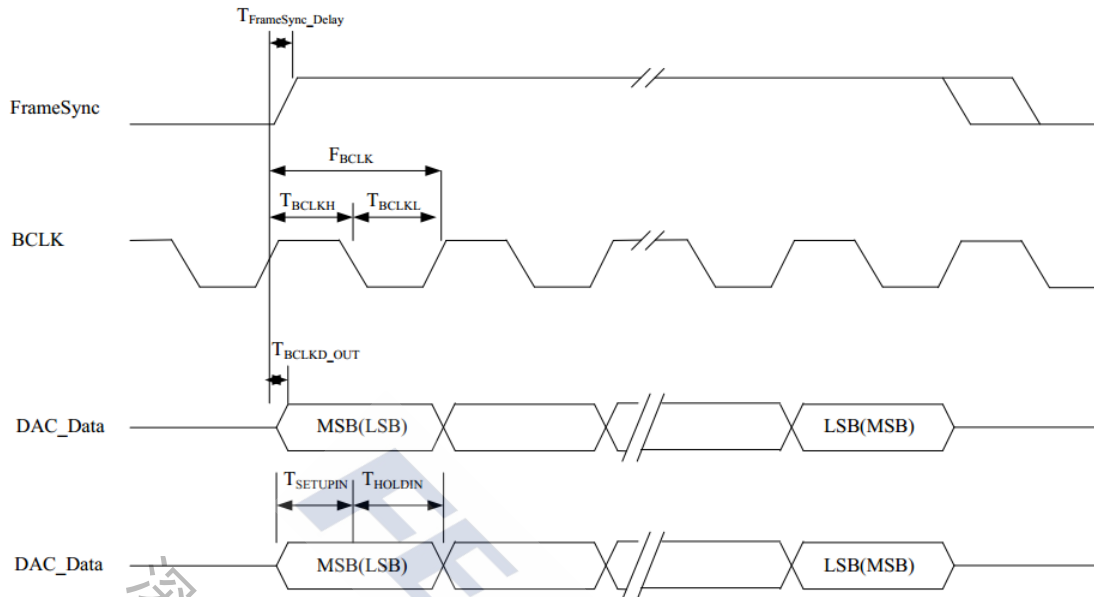 TFrameSync_Delay
FrameSync
FBCLK
TBCLKH TBCLKL
BCLK
TBCLKD_OUT
DAC_Data MSB(LSB) LSB(MSB)
TSETUPIN THOLDIN
DAC_Data MSB(LSB) LSB(MSB)
深